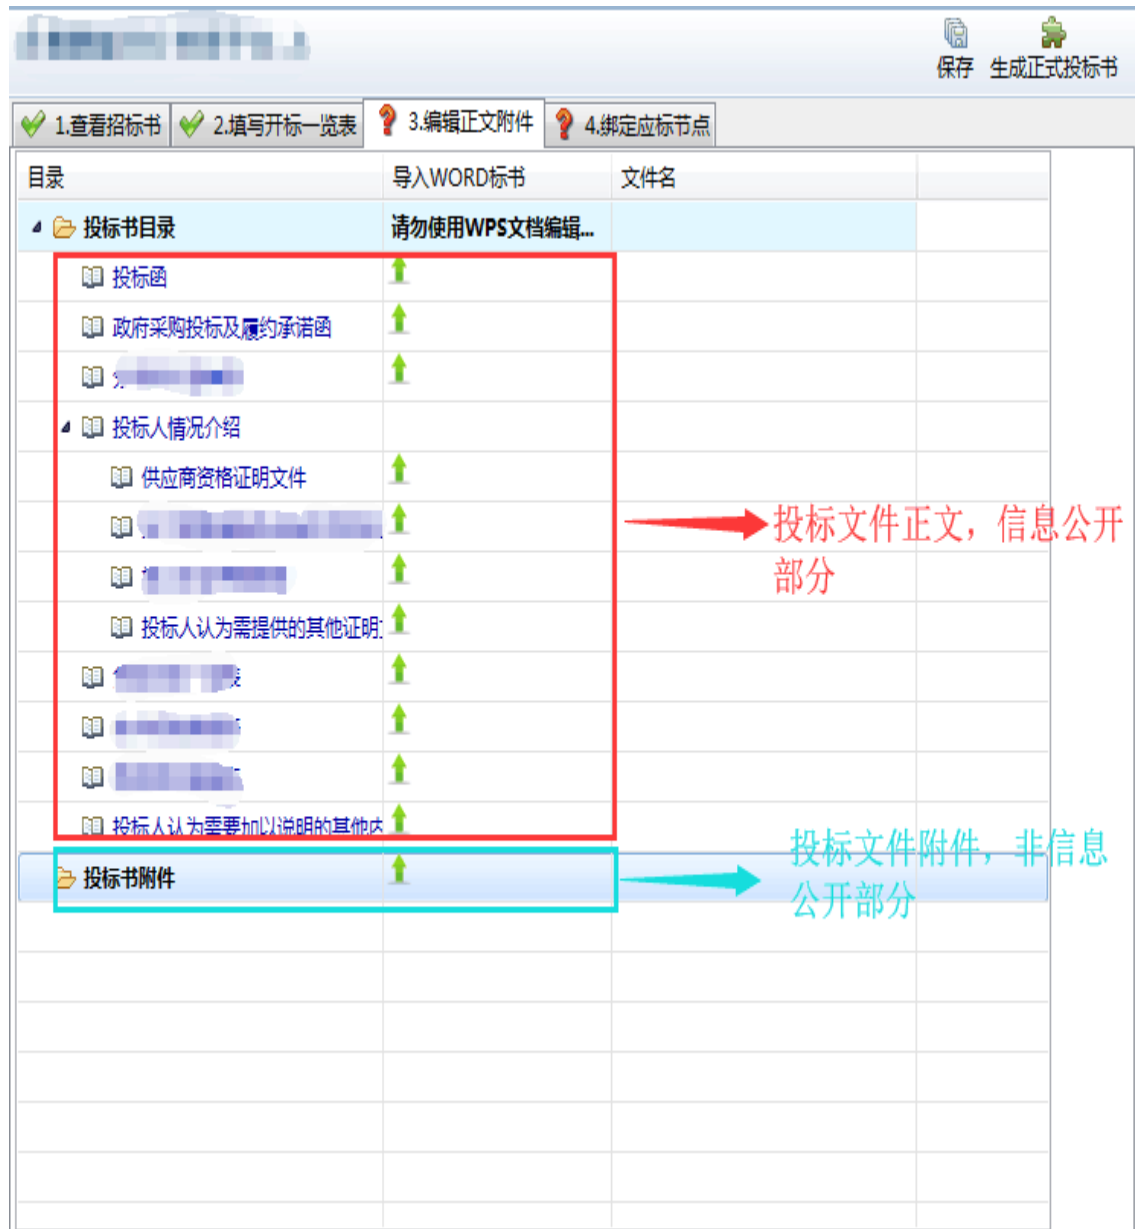 保存 生成正式投标书
1.查看招标书 2.填写开标一览表 3.编辑正文附件 4.绑定应标节点
目录 导入WORD标书 文件名
投标书目录 请勿使用WPS文档编辑...
投标函
政府采购投标及履约承诺函
投标人情况介绍
供应商资格证明文件
投标文件正文，信息公开
部分
投标人认为需提供的其他证明
投标人认为需要加以说明的其他内
投标文件附件，非信息
公开部分
投标书附件